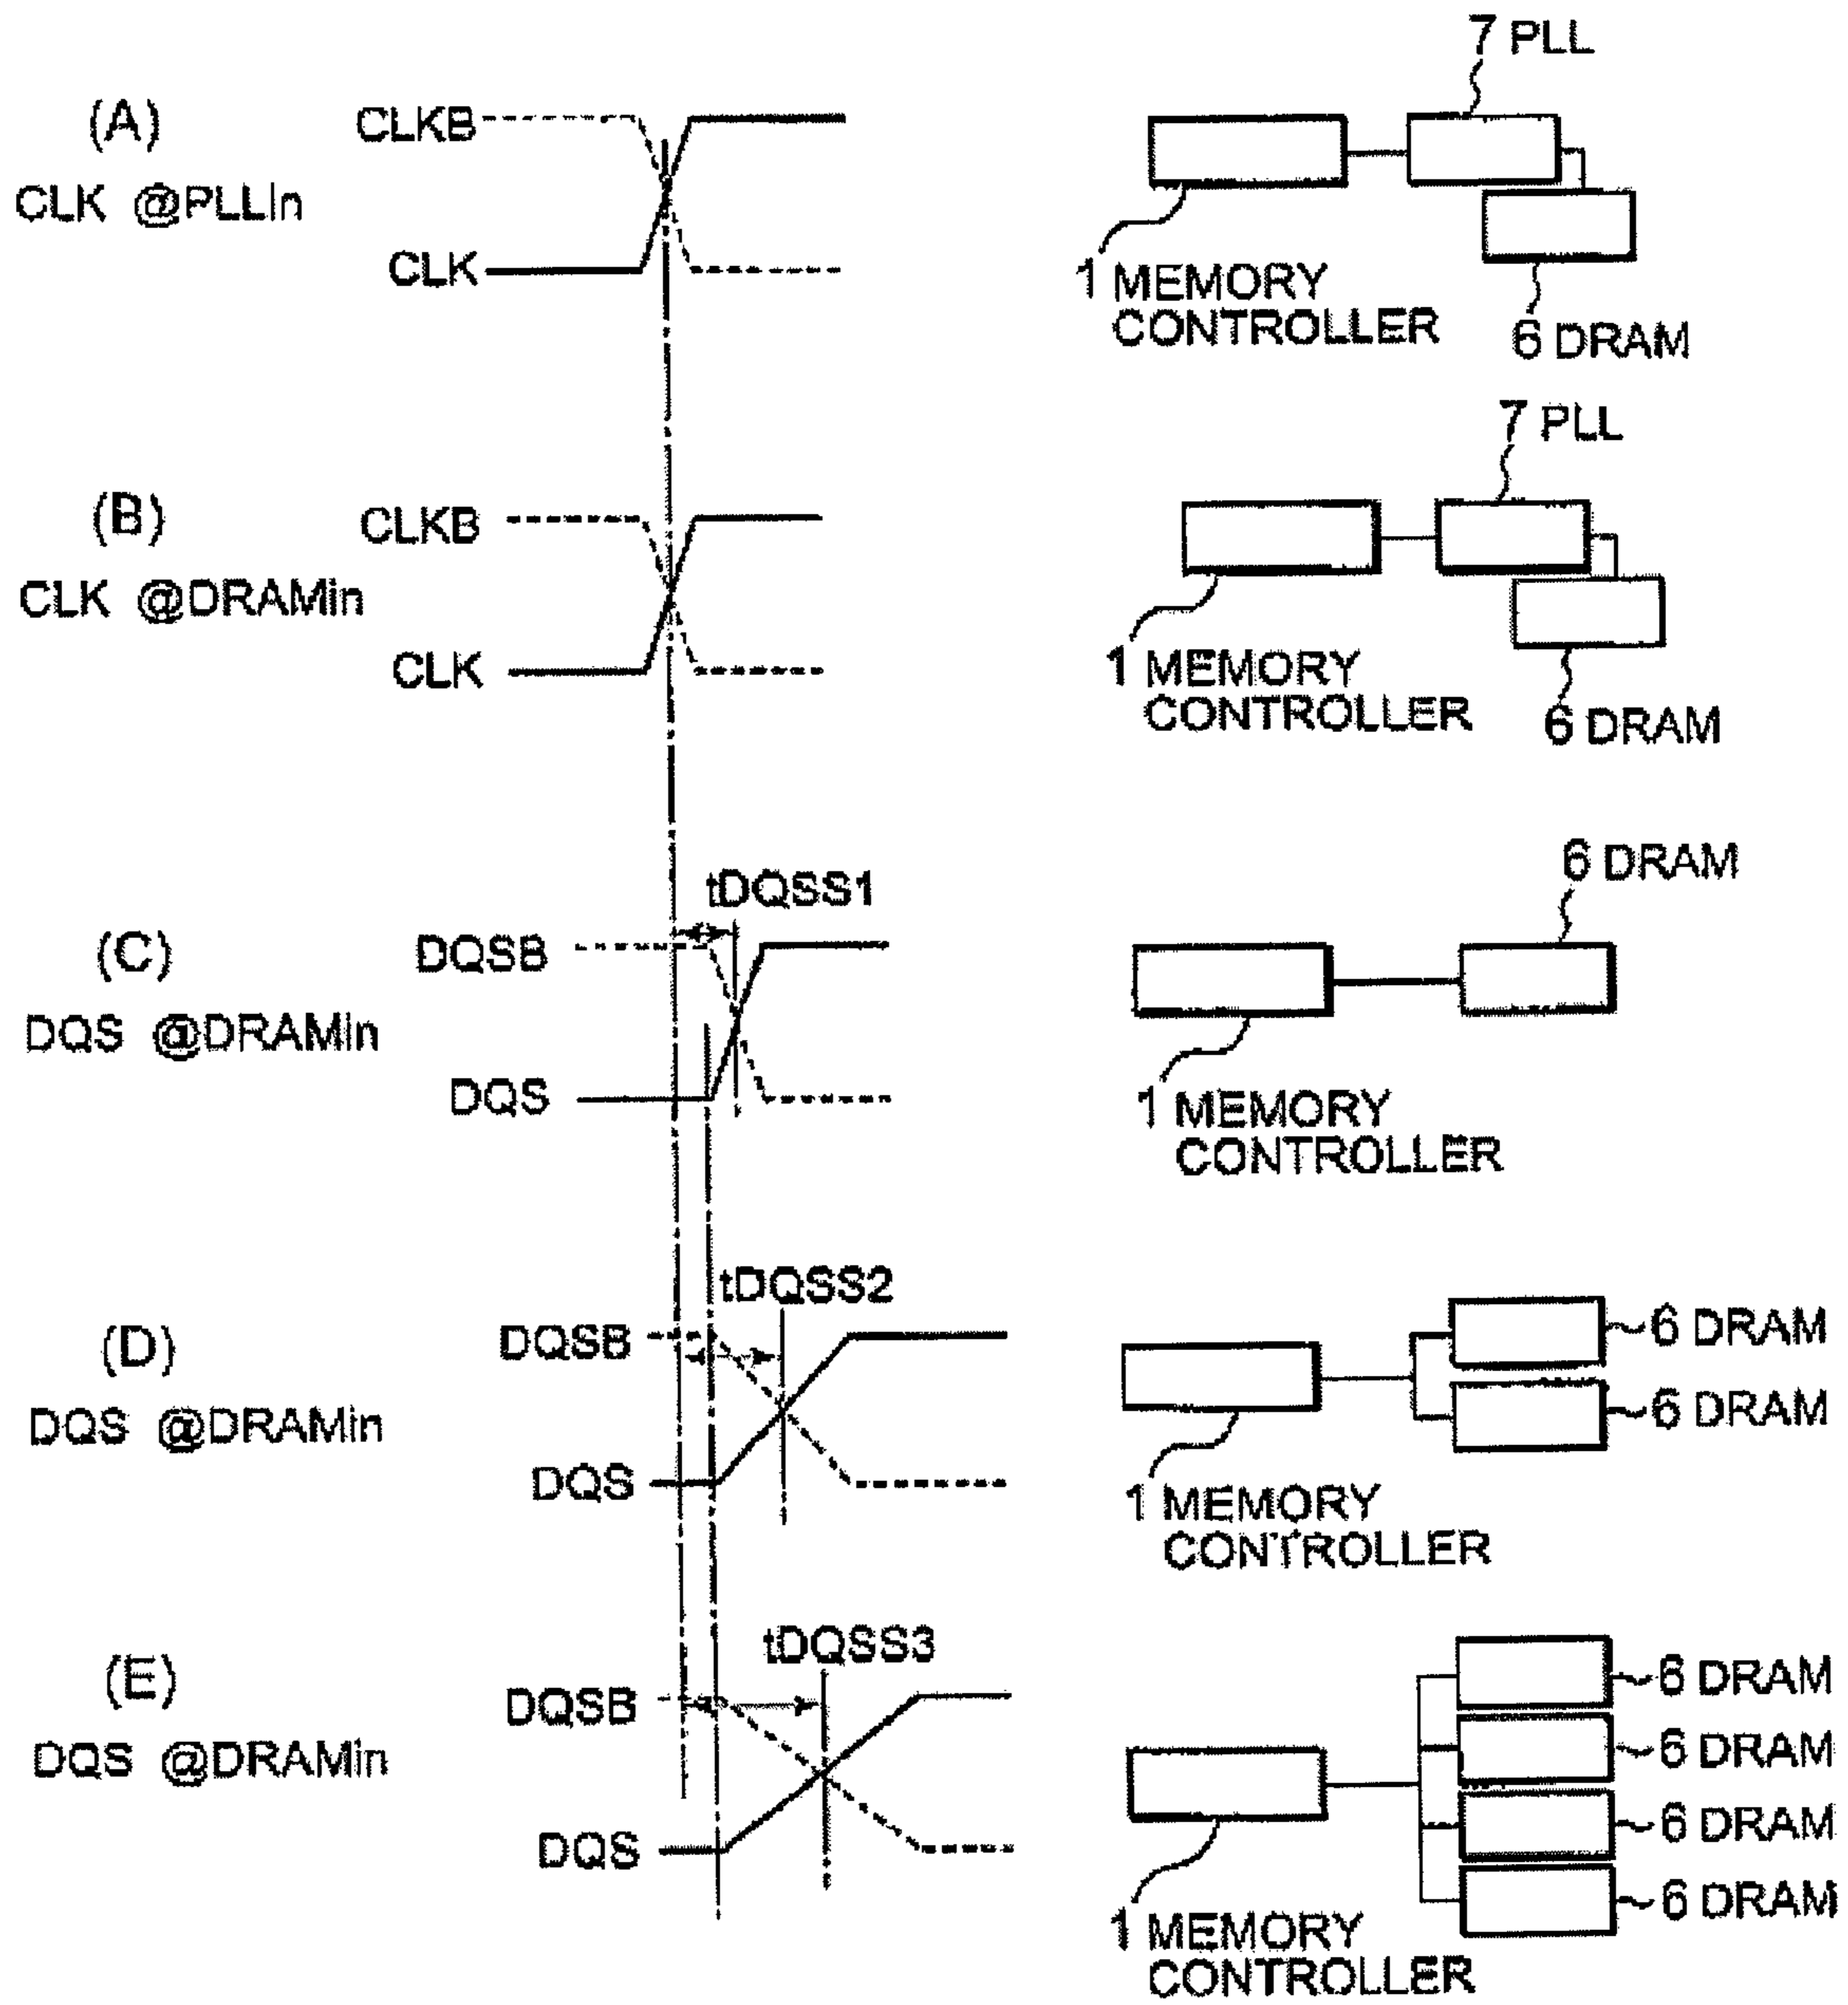 7 PLL
(A)
CLKB
CLK @PLLin
CLK
1 MEMORY
CONTROLLER
6 DRAM
7 PLL
(B)
CLKB
CLK @DRAMin
CLK
1 MEMORY
CONTROLLER
6 DRAM
6 DRAM
tDQSS1
(C)
DQSB
DQS @DRAMin
DQS
1 MEMORY
CONTROLLER
tDQSS2
(D)
DQSB
6 DRAM
6 DRAM
DQS @DRAMin
DQS
1 MEMORY
CONTROLLER
tDQSS3
(E)
DQSB
6 DRAM
6 DRAM
DQS @DRAMin
6 DRAM
DQS
6 DRAM
1 MEMORY
CONTROLLER